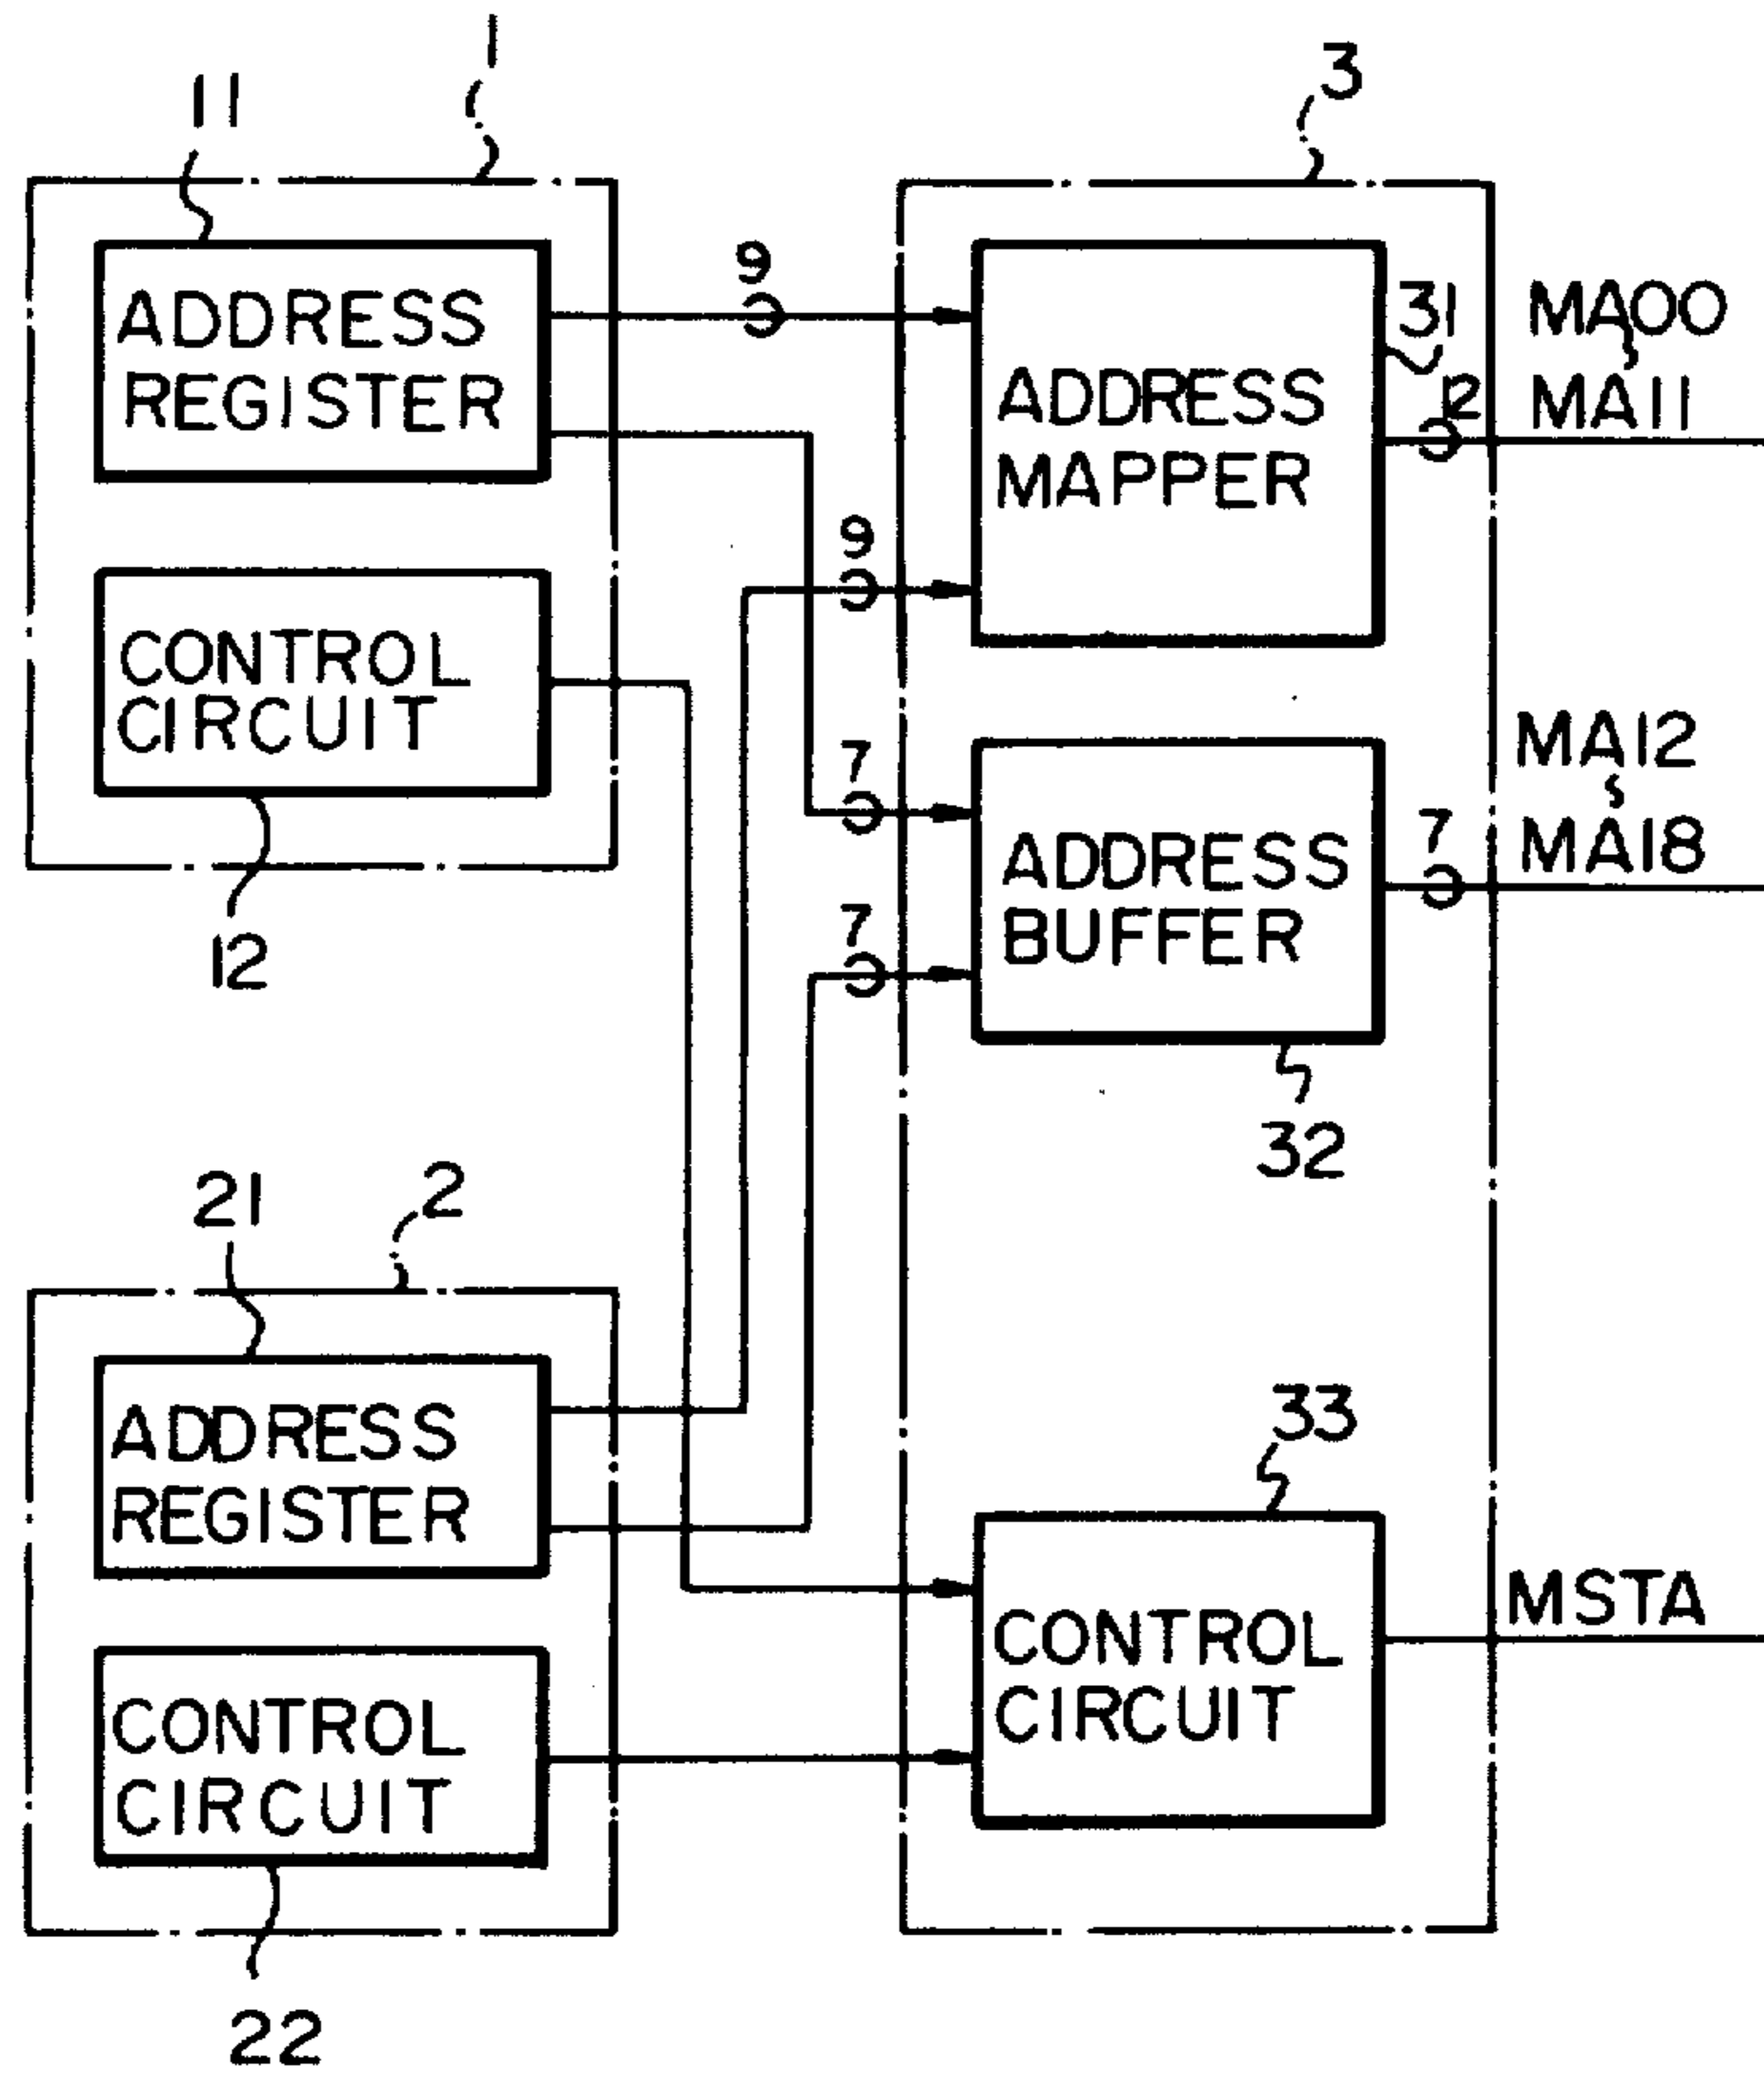 1
11
3
ADDRESS
REGISTER
9
ADDRESS
MAPPER
31
12
MA00
MA11
9
CONTROL
CIRCUIT
12
7
7
ADDRESS
BUFFER
32
7
MA12
MA18
21
2
ADDRESS
REGISTER
CONTROL
CIRCUIT
22
33
CONTROL
CIRCUIT
MSTA